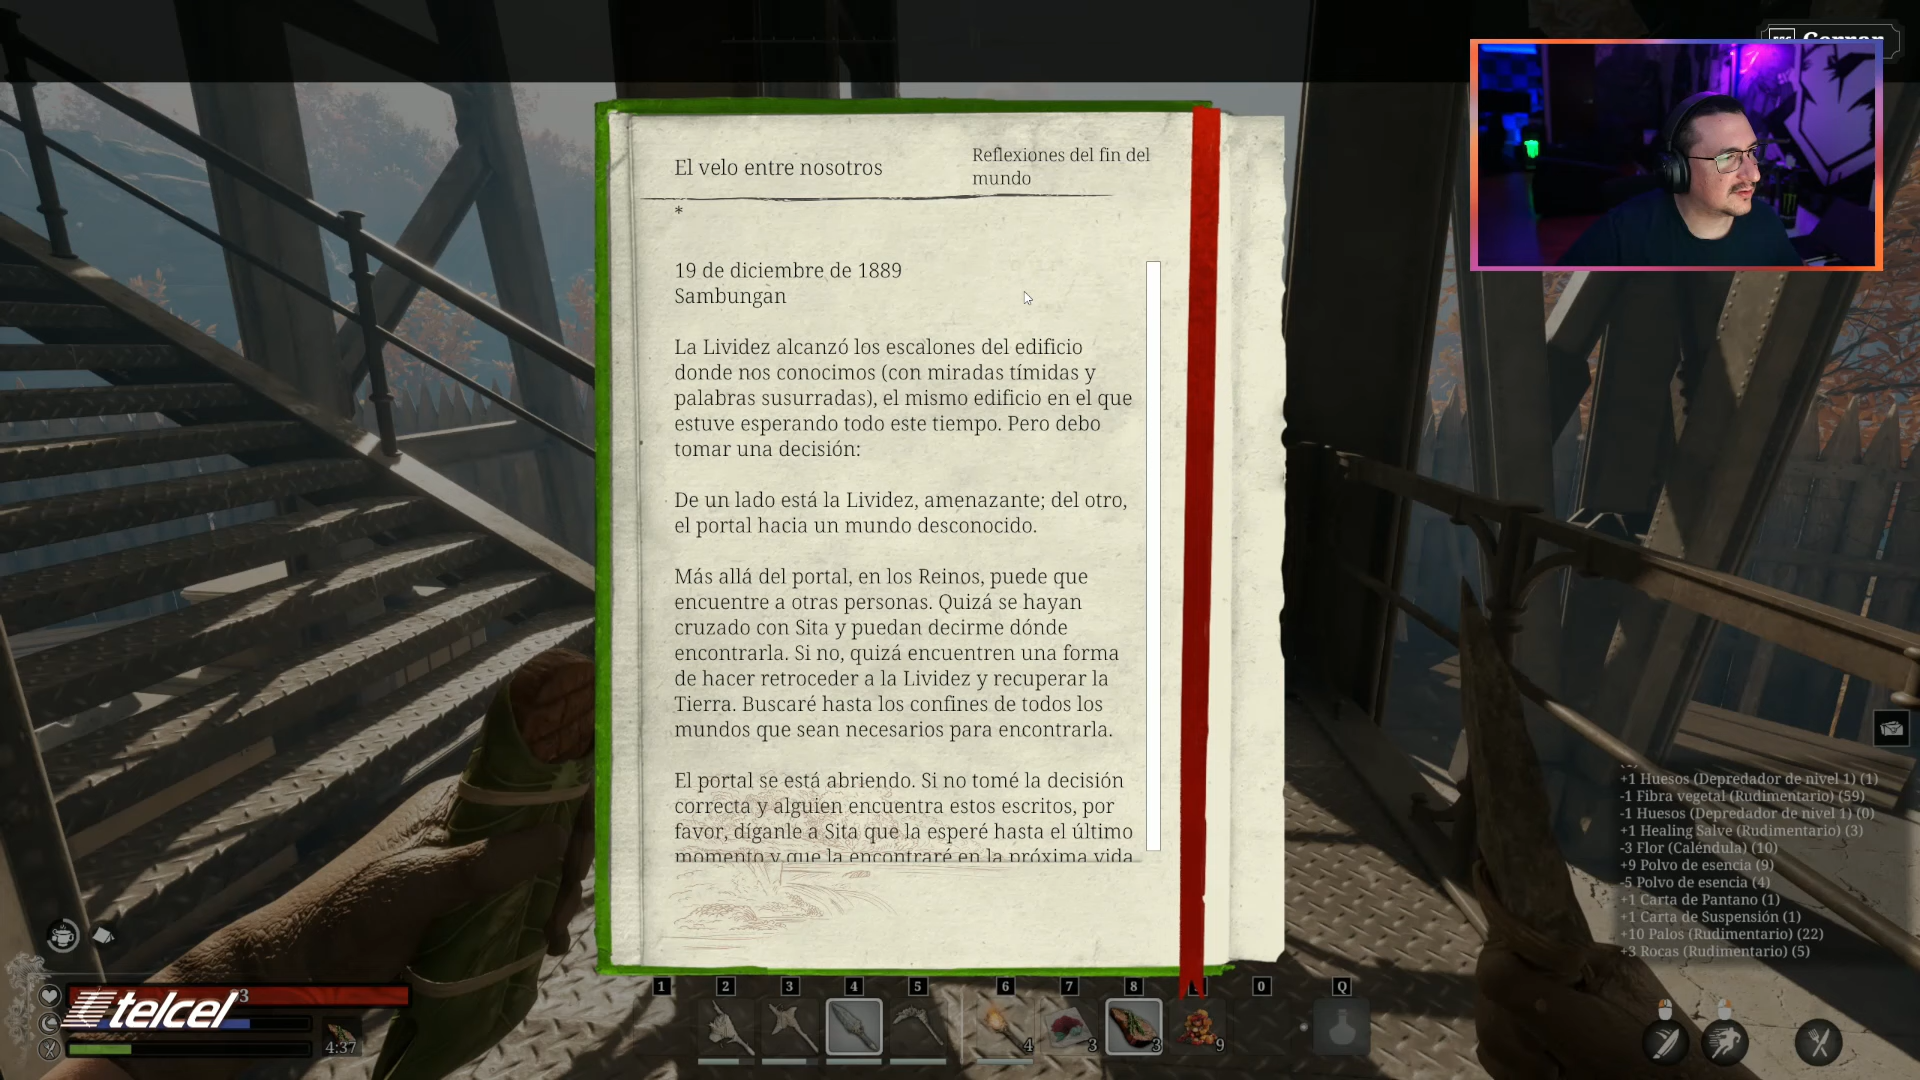 El velo entre nosotros
Reflexiones del fin del
mundo
*
19 de diciembre de 1889
Sambungan
La Lividez alcanzó los escalones del edificio
donde nos conocimos (con miradas tímidas y
palabras susurradas), el mismo edificio en el que
estuve esperando todo este tiempo. Pero debo
tomar una decisión:
De un lado está la Lividez, amenazante; del otro,
el portal hacia un mundo desconocido.
Más allá del portal, en los Reinos, puede que
encuentre a otras personas. Quizá se hayan
cruzado con Sita y puedan decirme dónde
encontrarla. Si no, quizá encuentren una forma
de hacer retroceder a la Lividez y recuperar la
Tierra. Buscaré hasta los confines de todos los
mundos que sean necesarios para encontrarla.
El portal se está abriendo. Si no tomé la decisión
correcta y alguien encuentra estos escritos, por
favor, díganle a Sita que la esperé hasta el último
momento y que la encontraré en la próxima vida
+1 Huesos (Depredador de nivel 1) (1)
-1 Fibra vegetal (Rudimentario) (59)
-1 Huesos (Depredador de nivel 1) (0)
+1 Healing Salve (Rudimentario) (3)
-3 Flor (Caléndula) (10)
+9 Polvo de esencia (9)
-5 Polvo de esencia (4)
+1 Carta de Pantano (1)
+1 Carta de Suspensión (1)
+10 Palos (Rudimentario) (22)
+3 Rocas (Rudimentario) (5)
telcel
3
4:37
1 2 3 4 5 6 7 8 0 Q
4 3 3 9